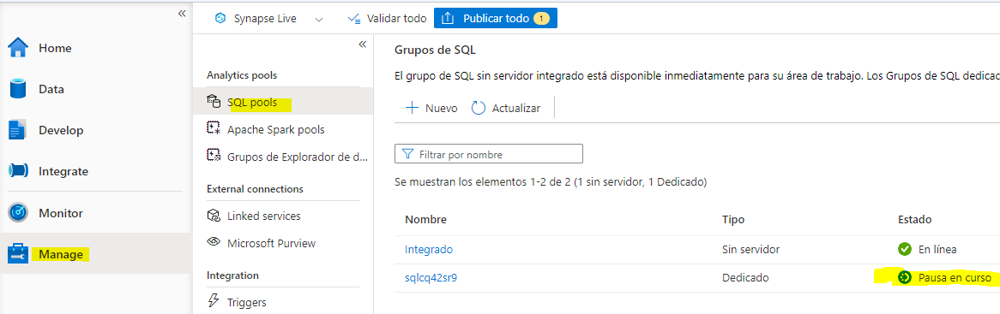 Synapse Live
Validar todo
Publicar todo 1
Home
Data
Develop
Integrate
Monitor
Manage
Analytics pools
SQL pools
Apache Spark pools
Grupos de Explorador de d...
External connections
Linked services
Microsoft Purview
Integration
Triggers
Grupos de SQL
El grupo de SQL sin servidor integrado está disponible inmediatamente para su área de trabajo. Los Grupos de SQL dedicad
Nuevo
Actualizar
Filtrar por nombre
Se muestran los elementos 1-2 de 2 (1 sin servidor, 1 Dedicado)
Nombre Tipo Estado
Integrado Sin servidor En línea
sqlcq42sr9 Dedicado Pausa en curso